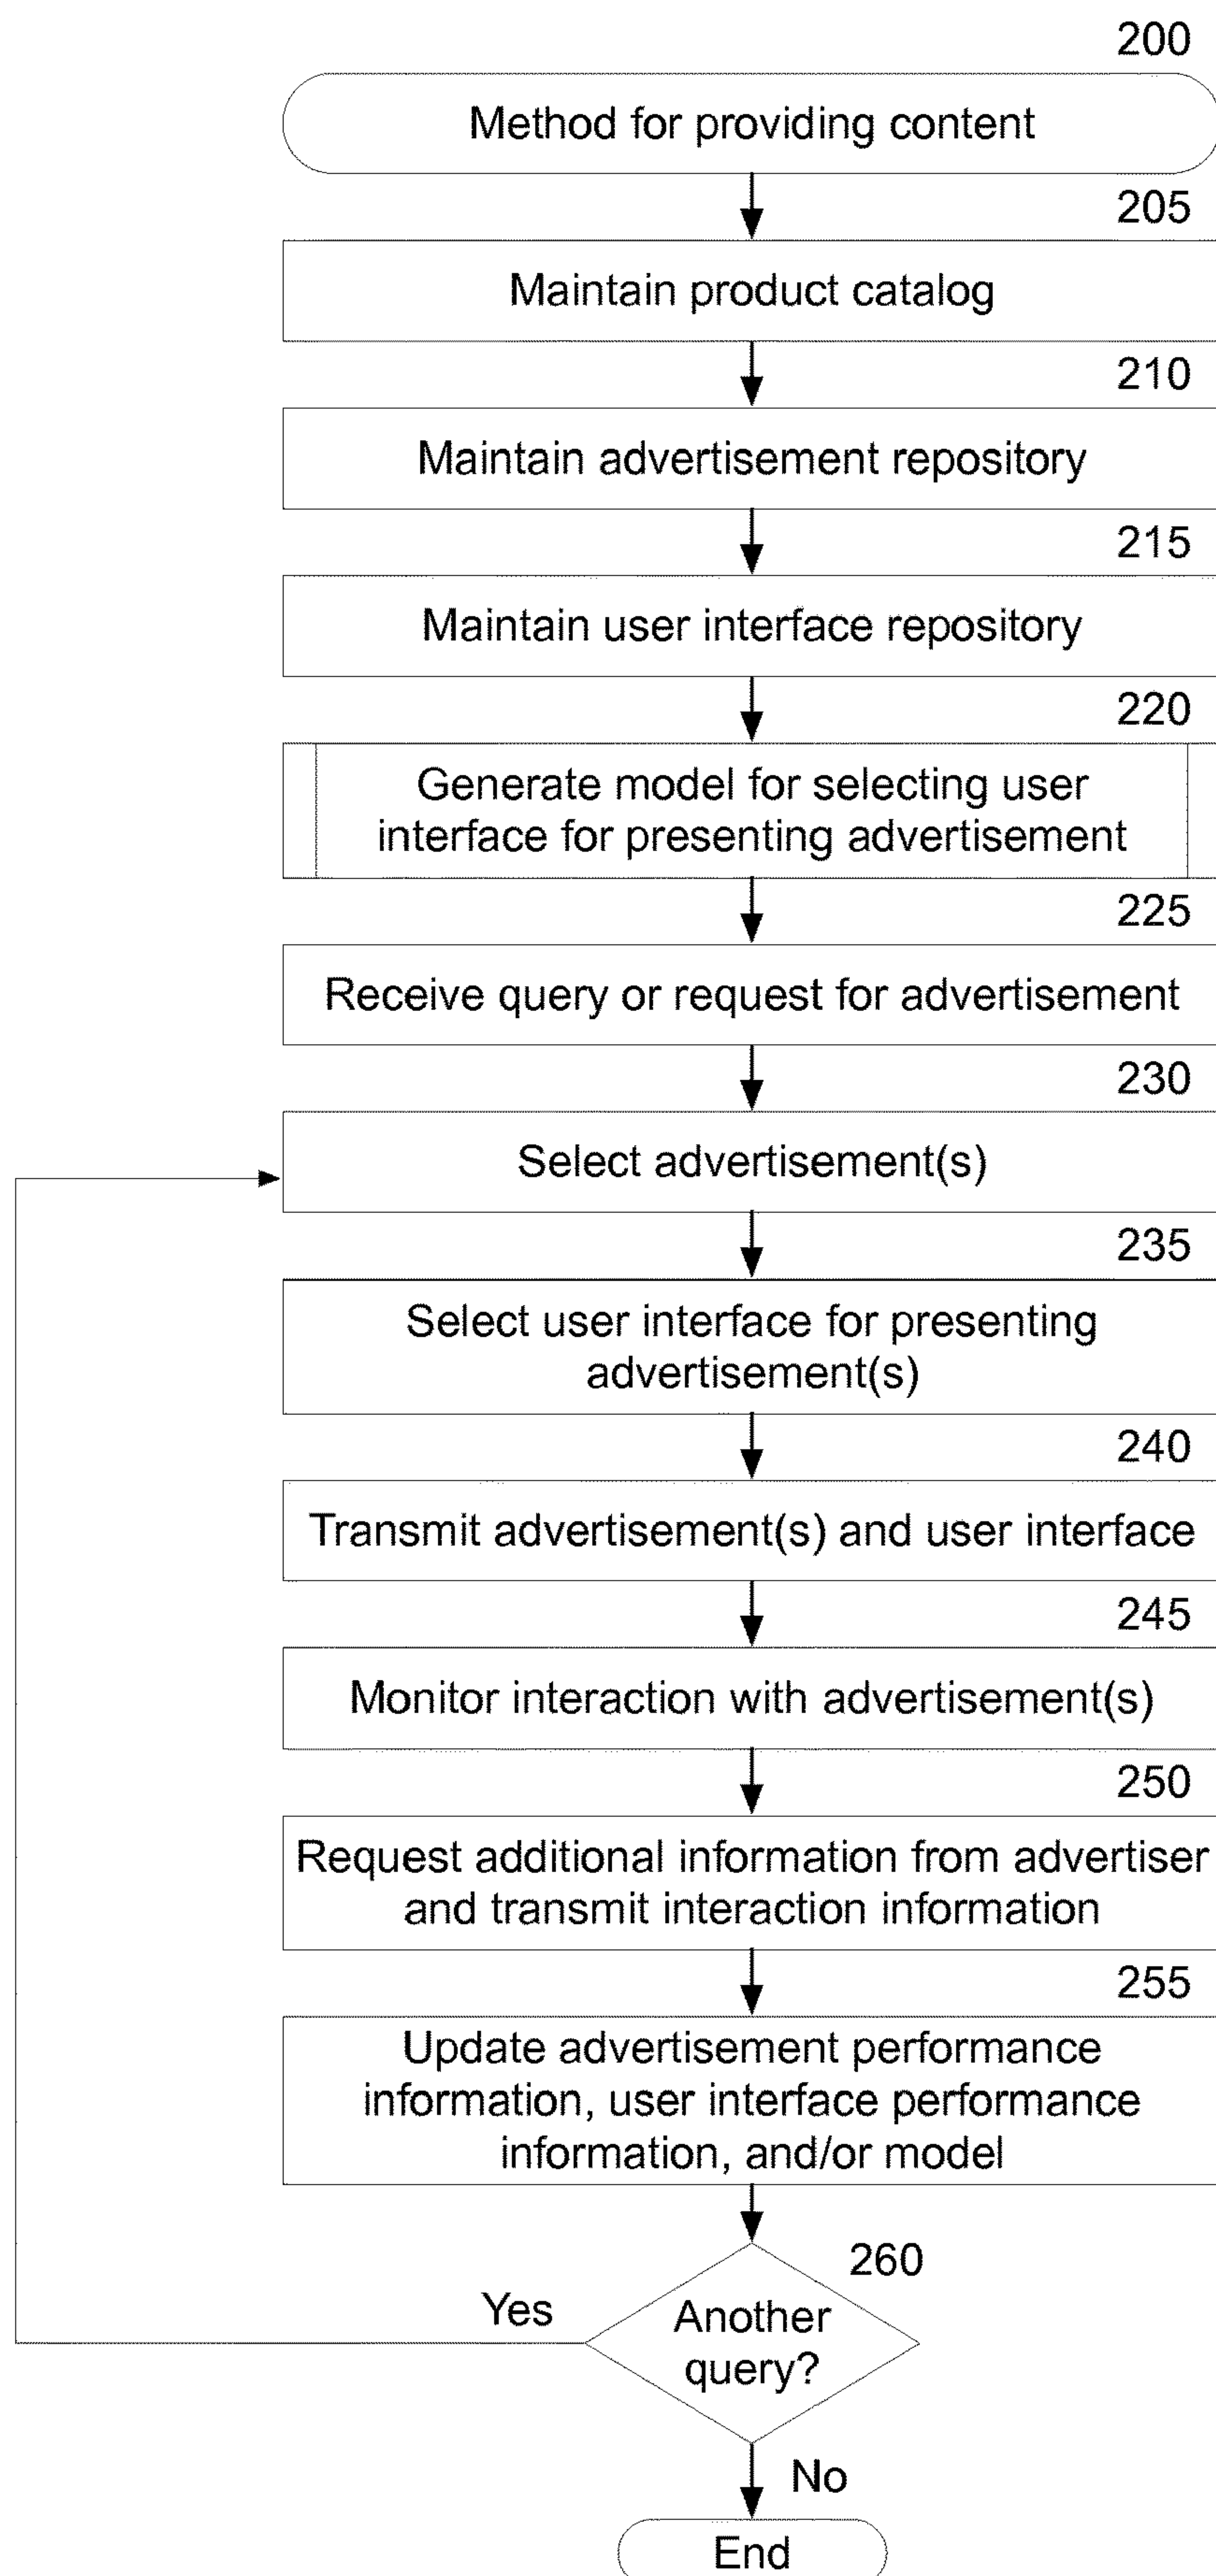 200
Method for providing content
205
Maintain product catalog
210
Maintain advertisement repository
215
Maintain user interface repository
220
Generate model for selecting user
interface for presenting advertisement
225
Receive query or request for advertisement
230
Select advertisement(s)
235
Select user interface for presenting
advertisement(s)
240
Transmit advertisement(s) and user interface
245
Monitor interaction with advertisement(s)
250
Request additional information from advertiser
and transmit interaction information
255
Update advertisement performance
information, user interface performance
information, and/or model
260
Yes
Another
query?
No
End